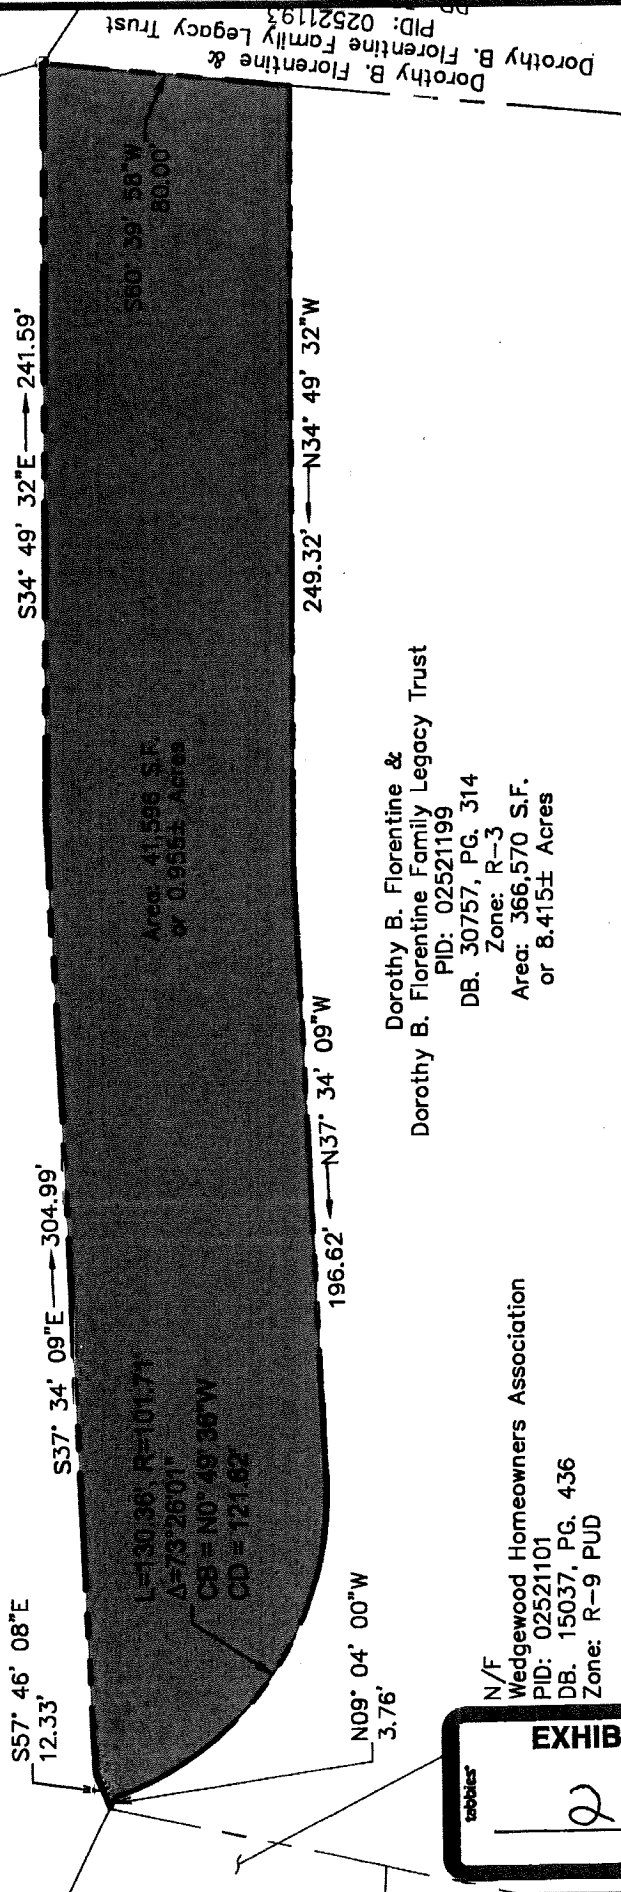 Dorothy B. Florentine &
Dorothy B. Florentine Family Legacy Trust
PID: 02521193
S60° 39' 58"W
80.00'
S34° 49' 32"E 241.59'
249.32' N34° 49' 32"W
Area: 41,596 S.F.
or 0.955± Acres
S37° 34' 09"E 304.99'
196.62' N37° 34' 09"W
L=130.36' R=101.71'
Δ=73°26'01"
CB = N0° 49' 36"W
CD = 121.62'
S57° 46' 08"E
12.33'
N09° 04' 00"W
3.76'
Dorothy B. Florentine &
Dorothy B. Florentine Family Legacy Trust
PID: 02521199
DB. 30757, PG. 314
Zone: R-3
Area: 366,570 S.F.
or 8.415± Acres
N/F
Wedgewood Homeowners Association
PID: 02521101
DB. 15037, PG. 436
Zone: R-9 PUD
tabbies®
EXHIB